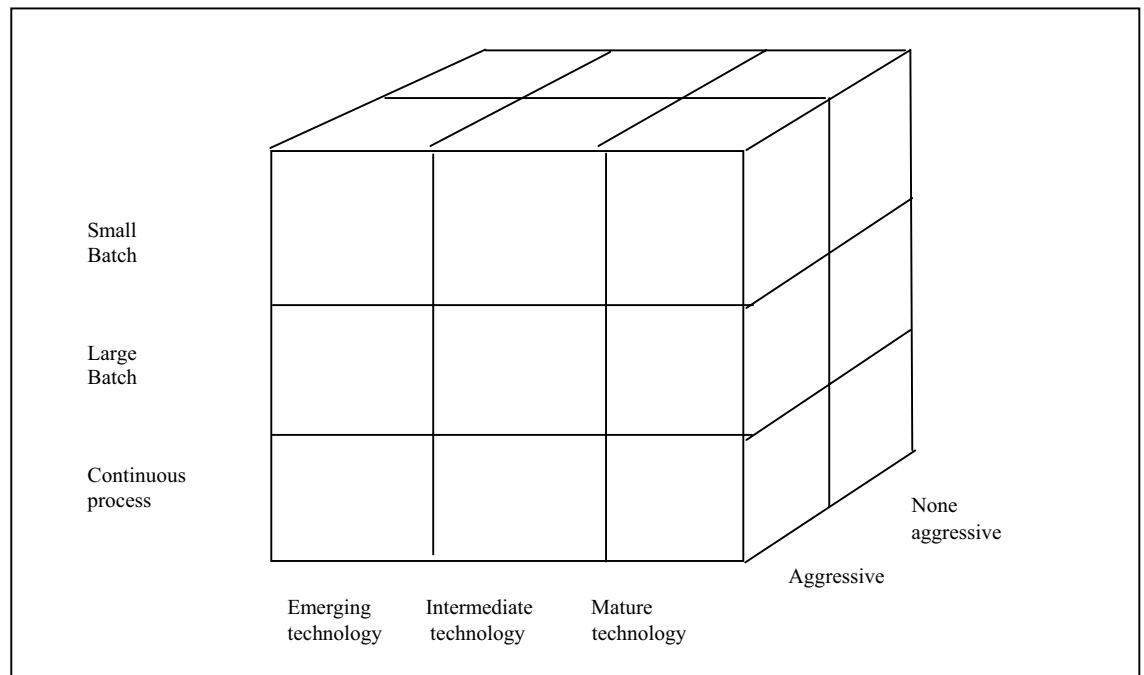 Small
Batch
Large
Batch
Continuous
process
None
aggressive
Aggressive
Emerging
technology
Intermediate
technology
Mature
technology